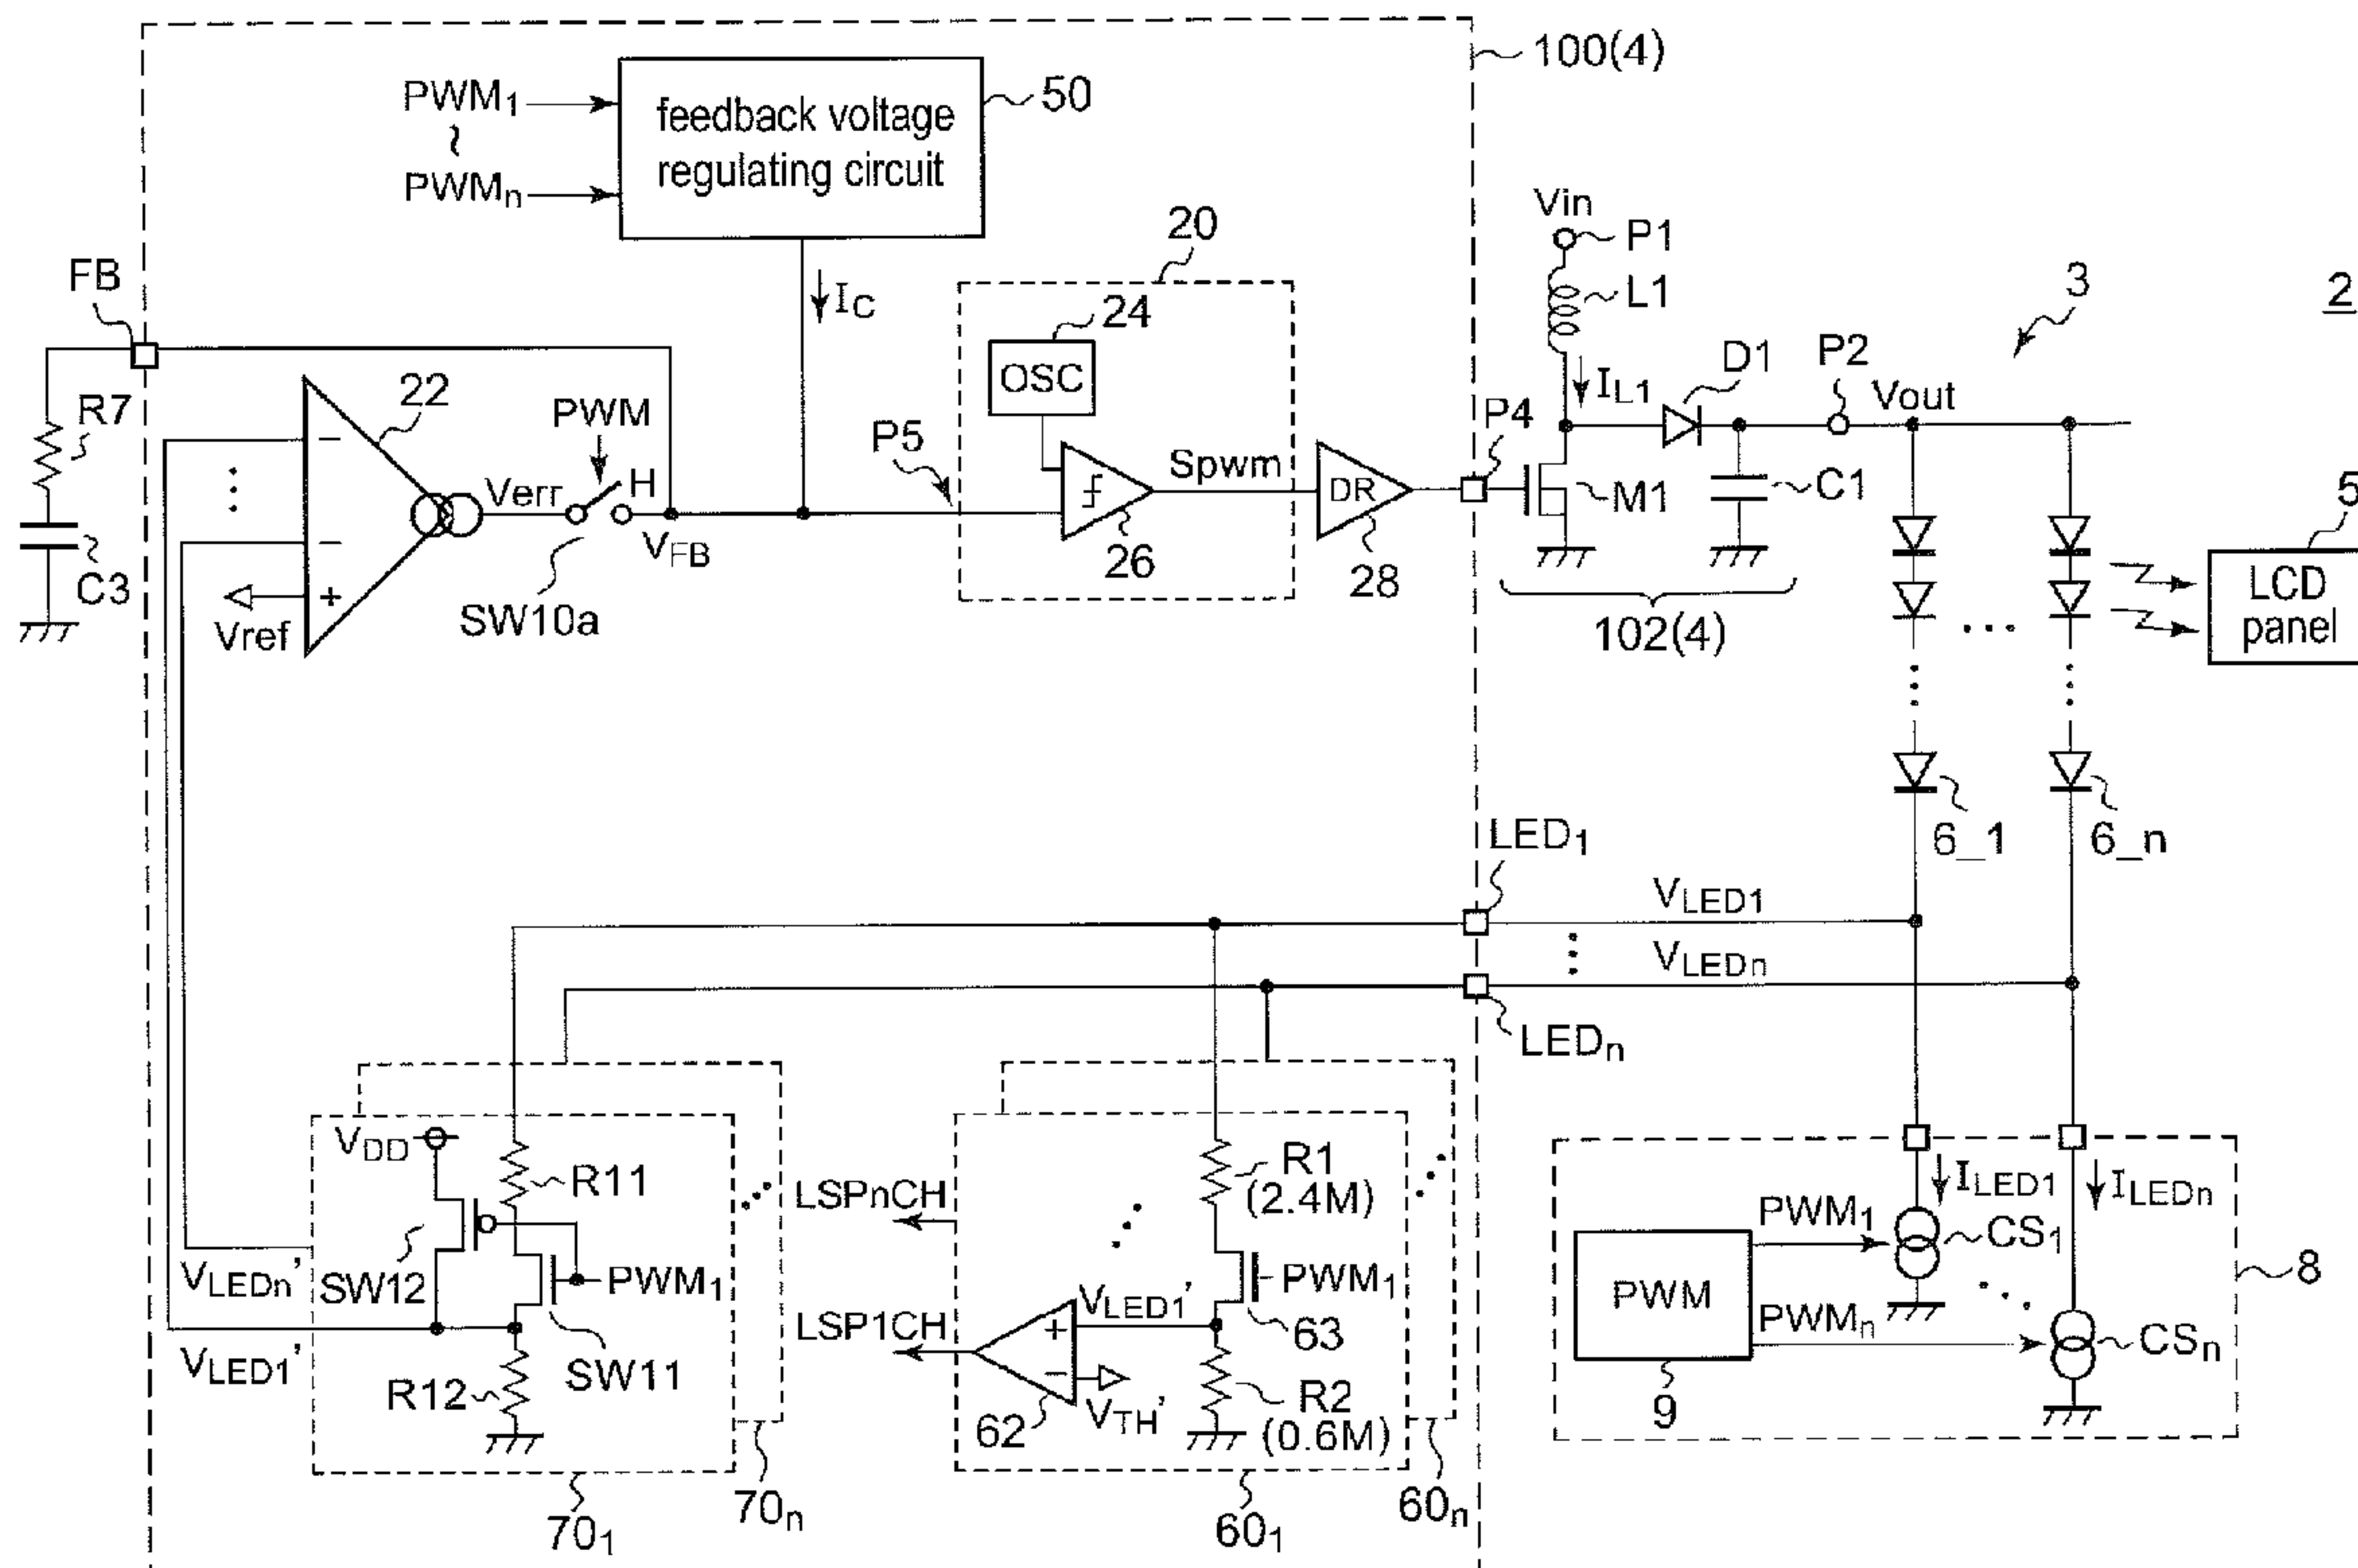 100(4)
PWM1
~
PWMn
feedback voltage
regulating circuit
50
20
Vin
P1
L1
3
2
FB
IC
24
OSC
R7
22
PWM
Verr
H
VFB
SW10a
C3
Vref
P5
Spwm
26
DR
28
P4
IL1
D1
P2
Vout
M1
C1
102(4)
5
LCD
panel
6_1
6_n
LED1
VLED1
VLEDn
LEDn
VDD
R11
SW12
PWM1
VLEDn'
VLED1'
R12
SW11
701
70n
LSPnCH
LSP1CH
R1
(2.4M)
PWM1
VLED1'
63
62
VTH'
R2
(0.6M)
601
60n
ILED1
ILEDn
PWM1
CS1
PWM
PWMn
CSn
8
9